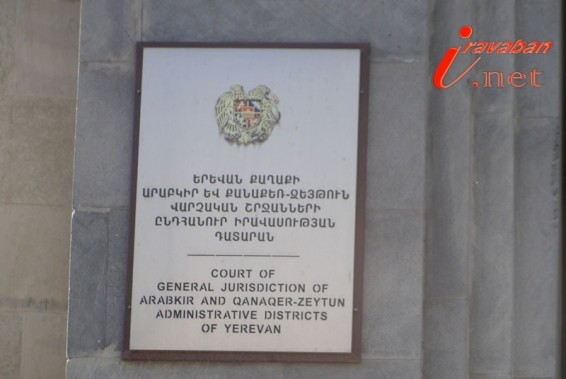 iravaban
.net
ԵՐԵՎԱՆ ՔԱՂԱՔԻ
ԱՐԱԲԿԻՐ ԵՎ ՔԱՆԱՔԵՌ-ԶԵՅԹՈՒՆ
ՎԱՐՉԱԿԱՆ ՇՐՋԱՆՆԵՐԻ
ԸՆԴՀԱՆՈՒՐ ԻՐԱՎԱՍՈՒԹՅԱՆ
ԴԱՏԱՐԱՆ
COURT OF
GENERAL JURISDICTION OF
ARABKIR AND QANAQER-ZEYTUN
ADMINISTRATIVE DISTRICTS
OF YEREVAN